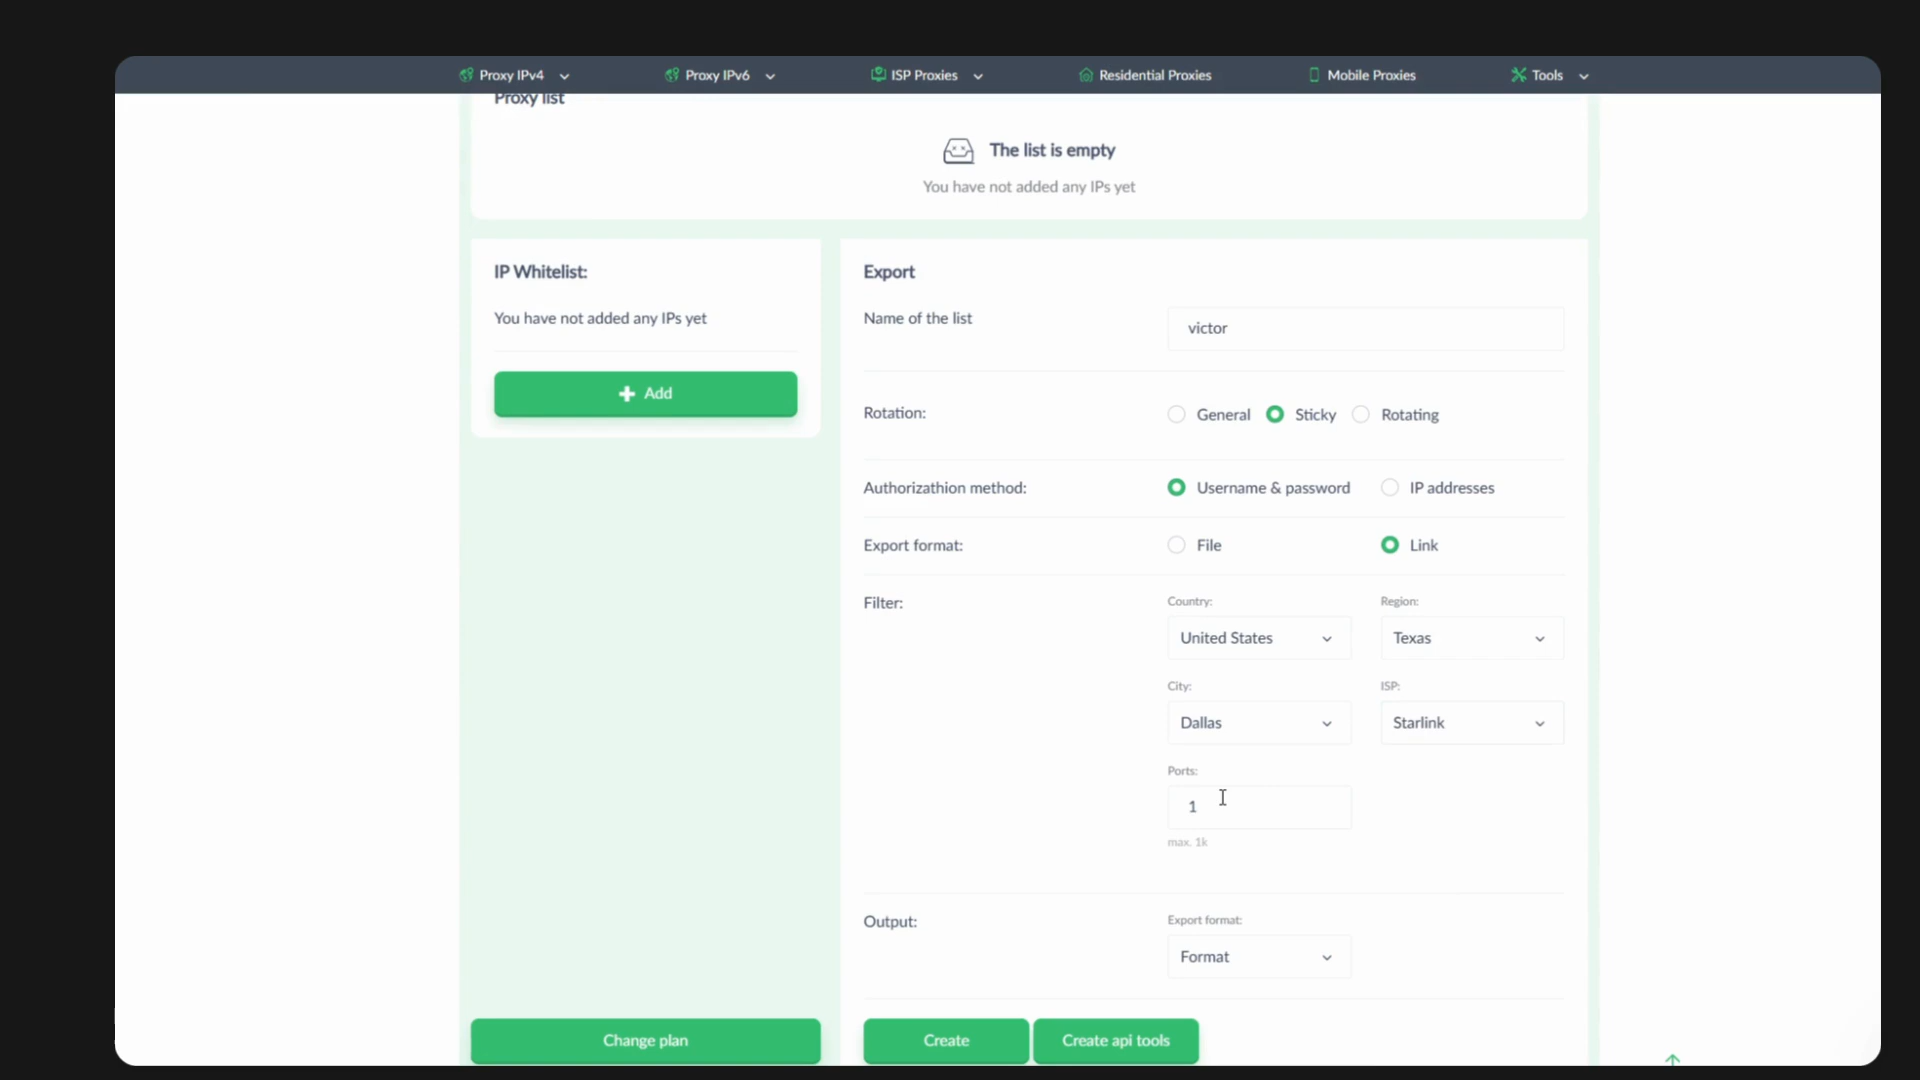 Proxy IPv4 Proxy IPv6 ISP Proxies Residential Proxies Mobile Proxies Tools
Proxy list
The list is empty
You have not added any IPs yet
IP Whitelist:
You have not added any IPs yet
Add
Change plan
Export
Name of the list victor
Rotation: General Sticky Rotating
Authorizathion method: Username & password IP addresses
Export format: File Link
Filter: Country: Region:
United States Texas
City: ISP:
Dallas Starlink
Ports:
1
max. 1k
Output: Export format:
Format
Create Create api tools